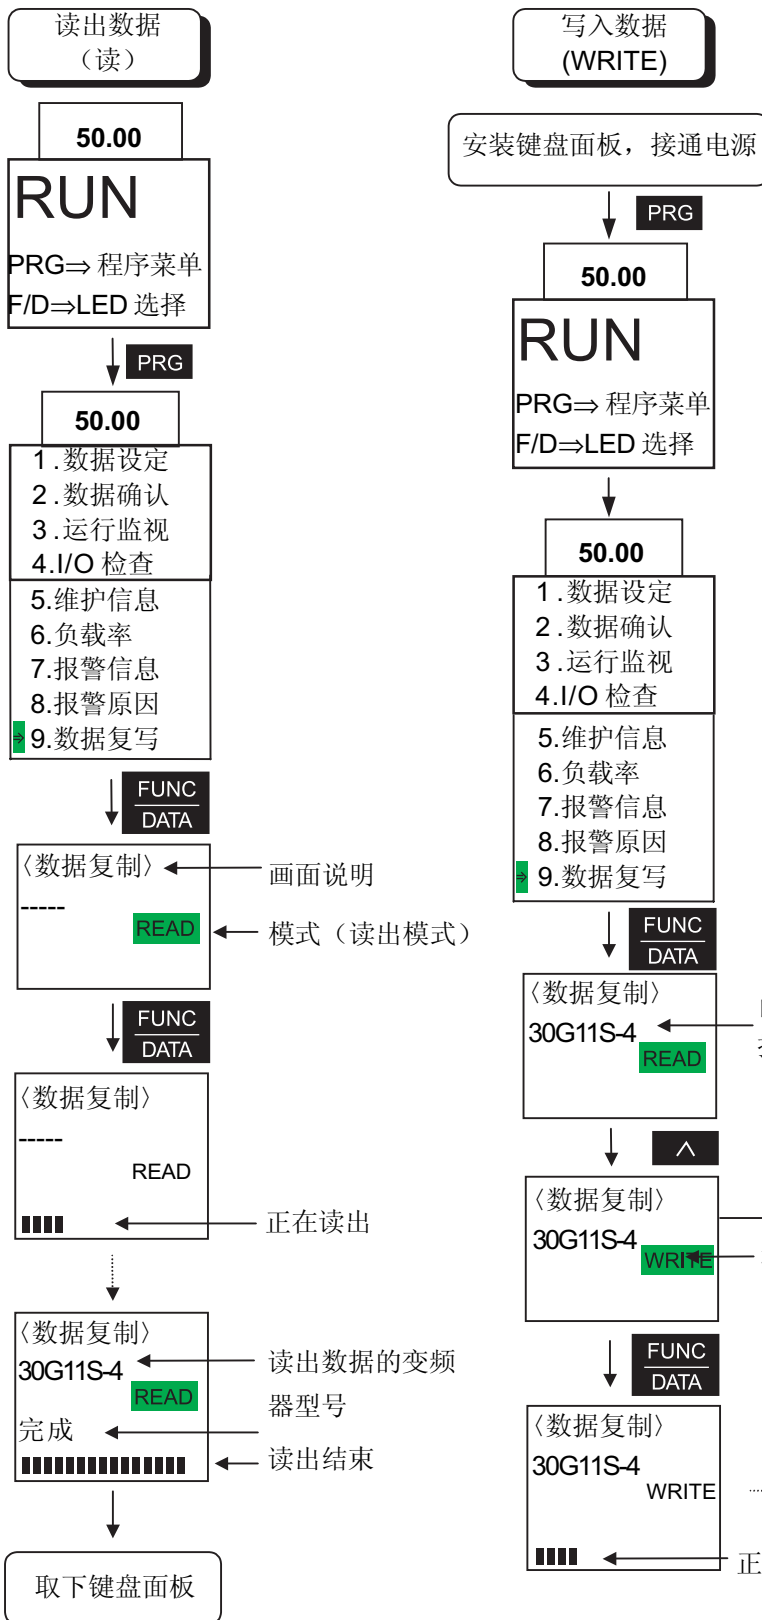 读出数据
（读）
50.00
RUN
PRG⇒ 程序菜单
F/D⇒LED 选择
PRG
50.00
1.数据设定
2.数据确认
3.运行监视
4.I/O 检查
5.维护信息
6.负载率
7.报警信息
8.报警原因
⇒ 9.数据复写
FUNC
DATA
〈数据复制〉
画面说明
-----
READ
模式（读出模式）
FUNC
DATA
〈数据复制〉
-----
READ
正在读出
〈数据复制〉
30G11S-4
读出数据的变频
器型号
READ
完成
读出结束
取下键盘面板
写入数据
(WRITE)
安装键盘面板，接通电源
PRG
50.00
RUN
PRG⇒ 程序菜单
F/D⇒LED 选择
50.00
1.数据设定
2.数据确认
3.运行监视
4.I/O 检查
5.维护信息
6.负载率
7.报警信息
8.报警原因
⇒ 9.数据复写
FUNC
DATA
〈数据复制〉
30G11S-4
READ
∧
〈数据复制〉
30G11S-4
WRITE
FUNC
DATA
〈数据复制〉
30G11S-4
WRITE
正